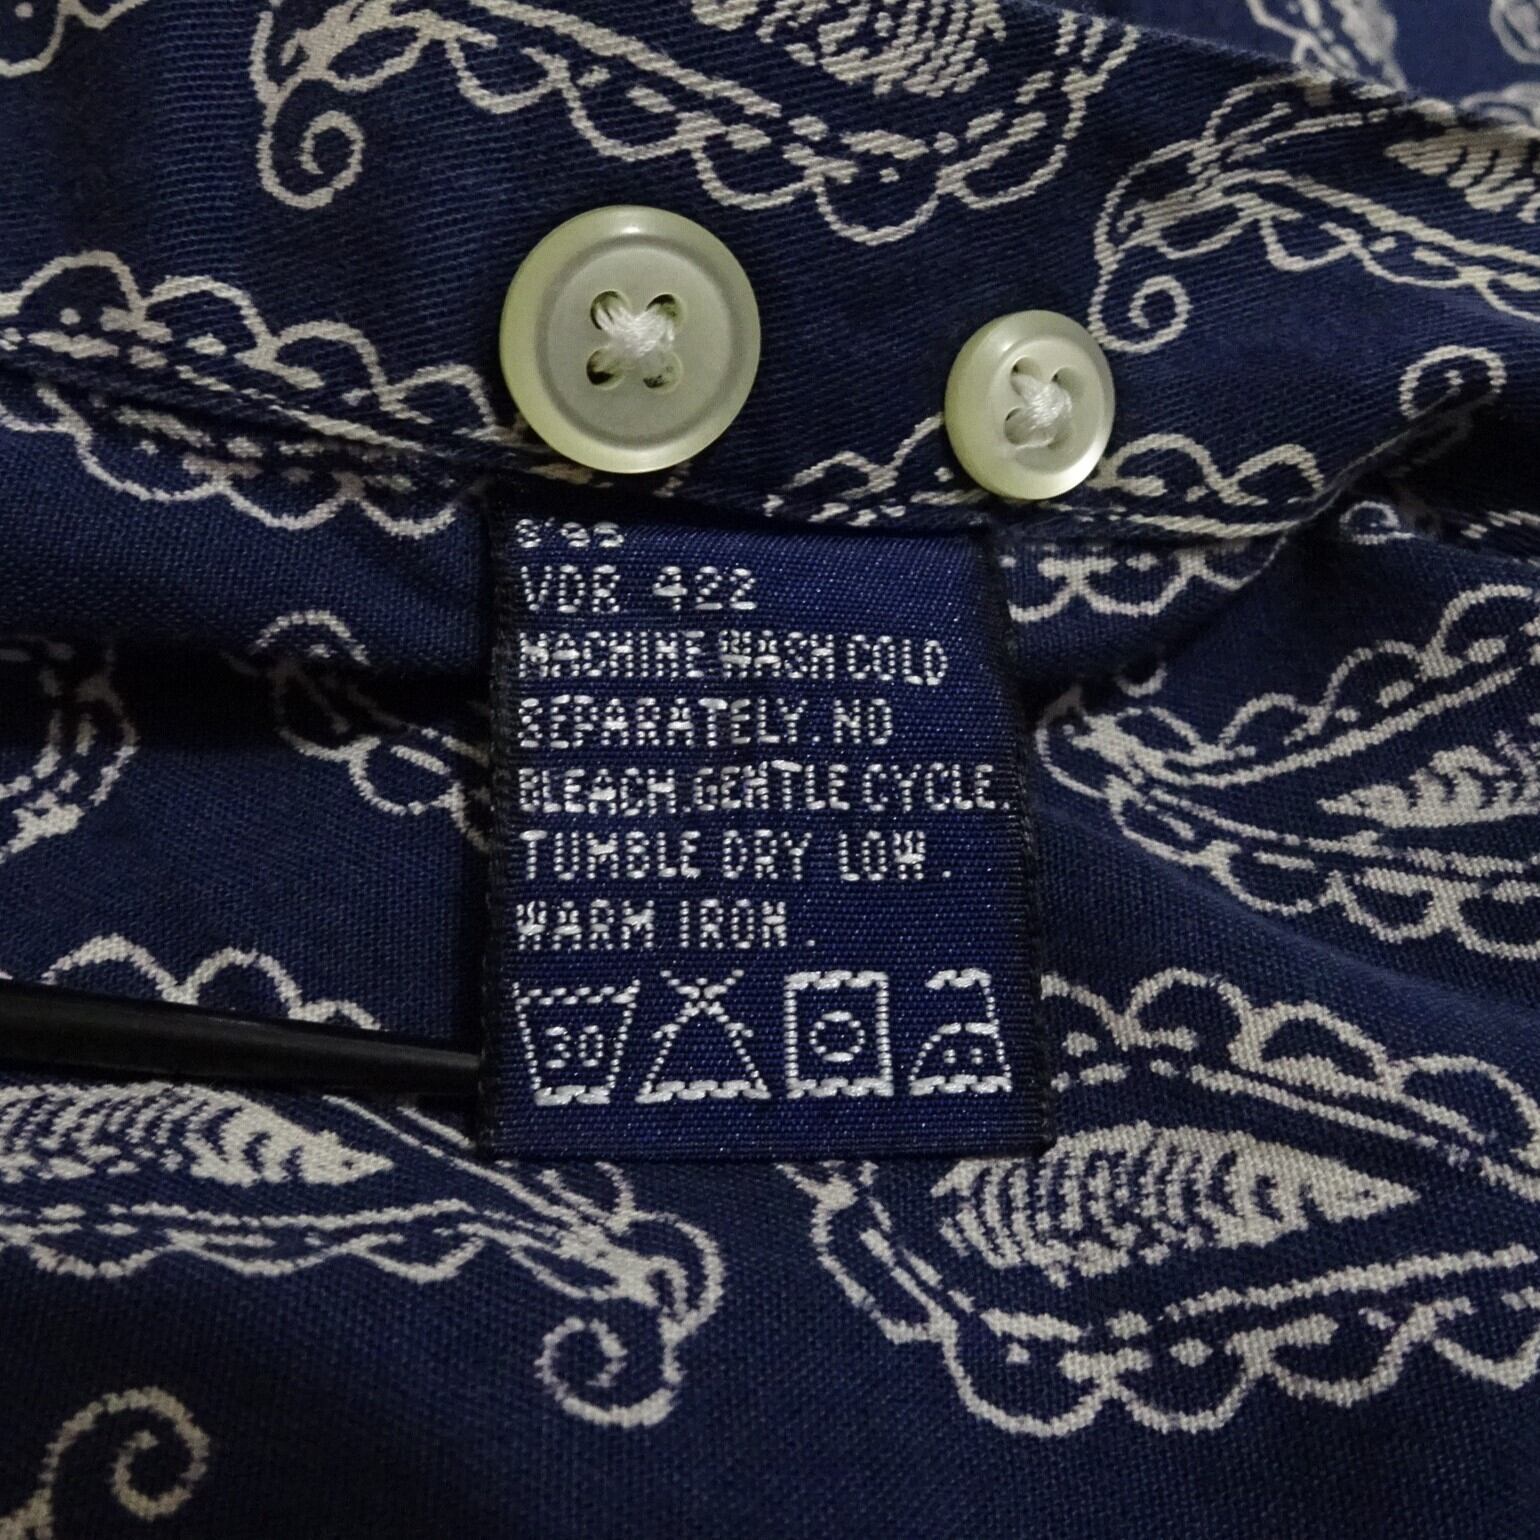 VDR 422
MACHINE WASH COLD
SEPARATELY. NO
BLEACH. GENTLE CYCLE.
TUMBLE DRY LOW.
WARM IRON.
30